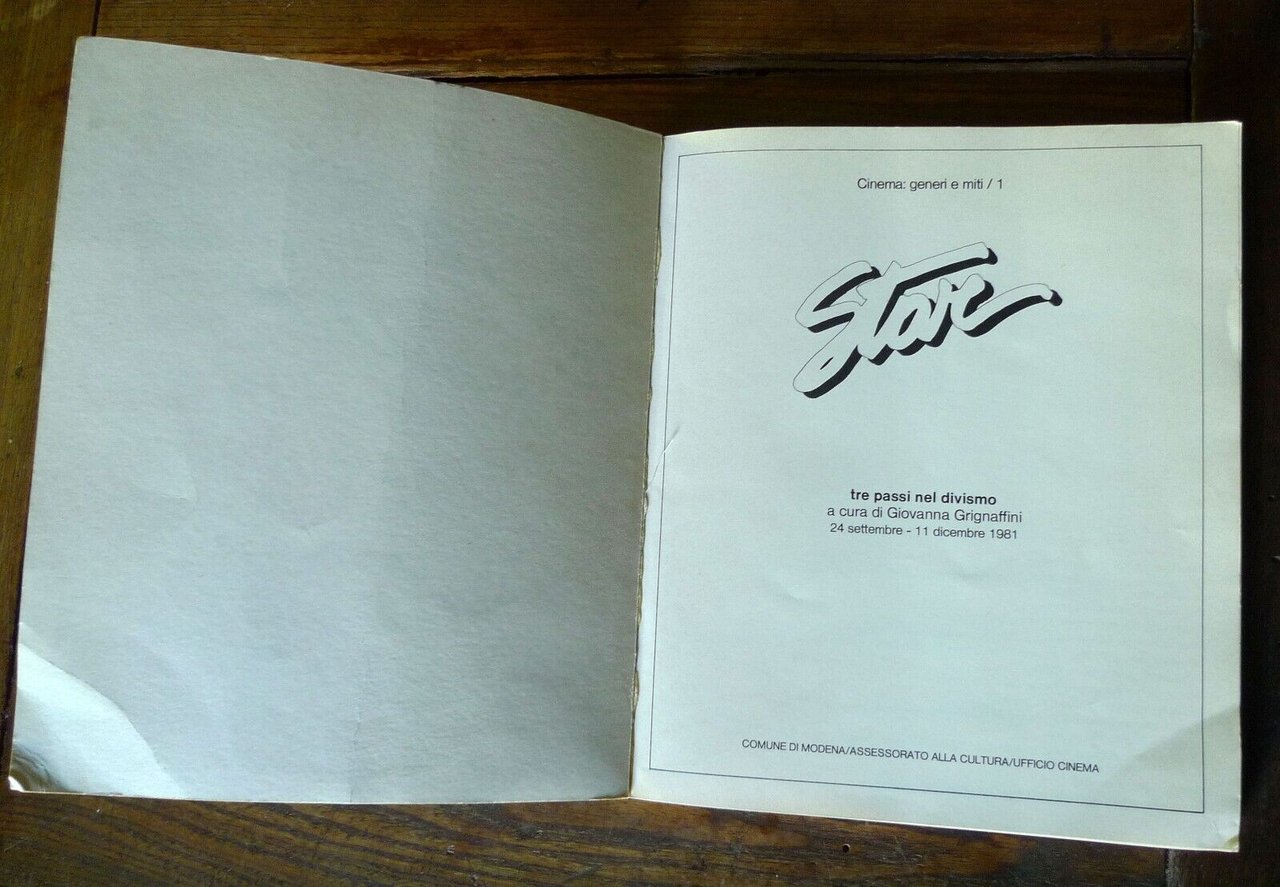 Cinema: generi e miti / 1
Star
tre passi nel divismo
a cura di Giovanna Grignaffini
24 settembre - 11 dicembre 1981
COMUNE DI MODENA/ASSESSORATO ALLA CULTURA/UFFICIO CINEMA